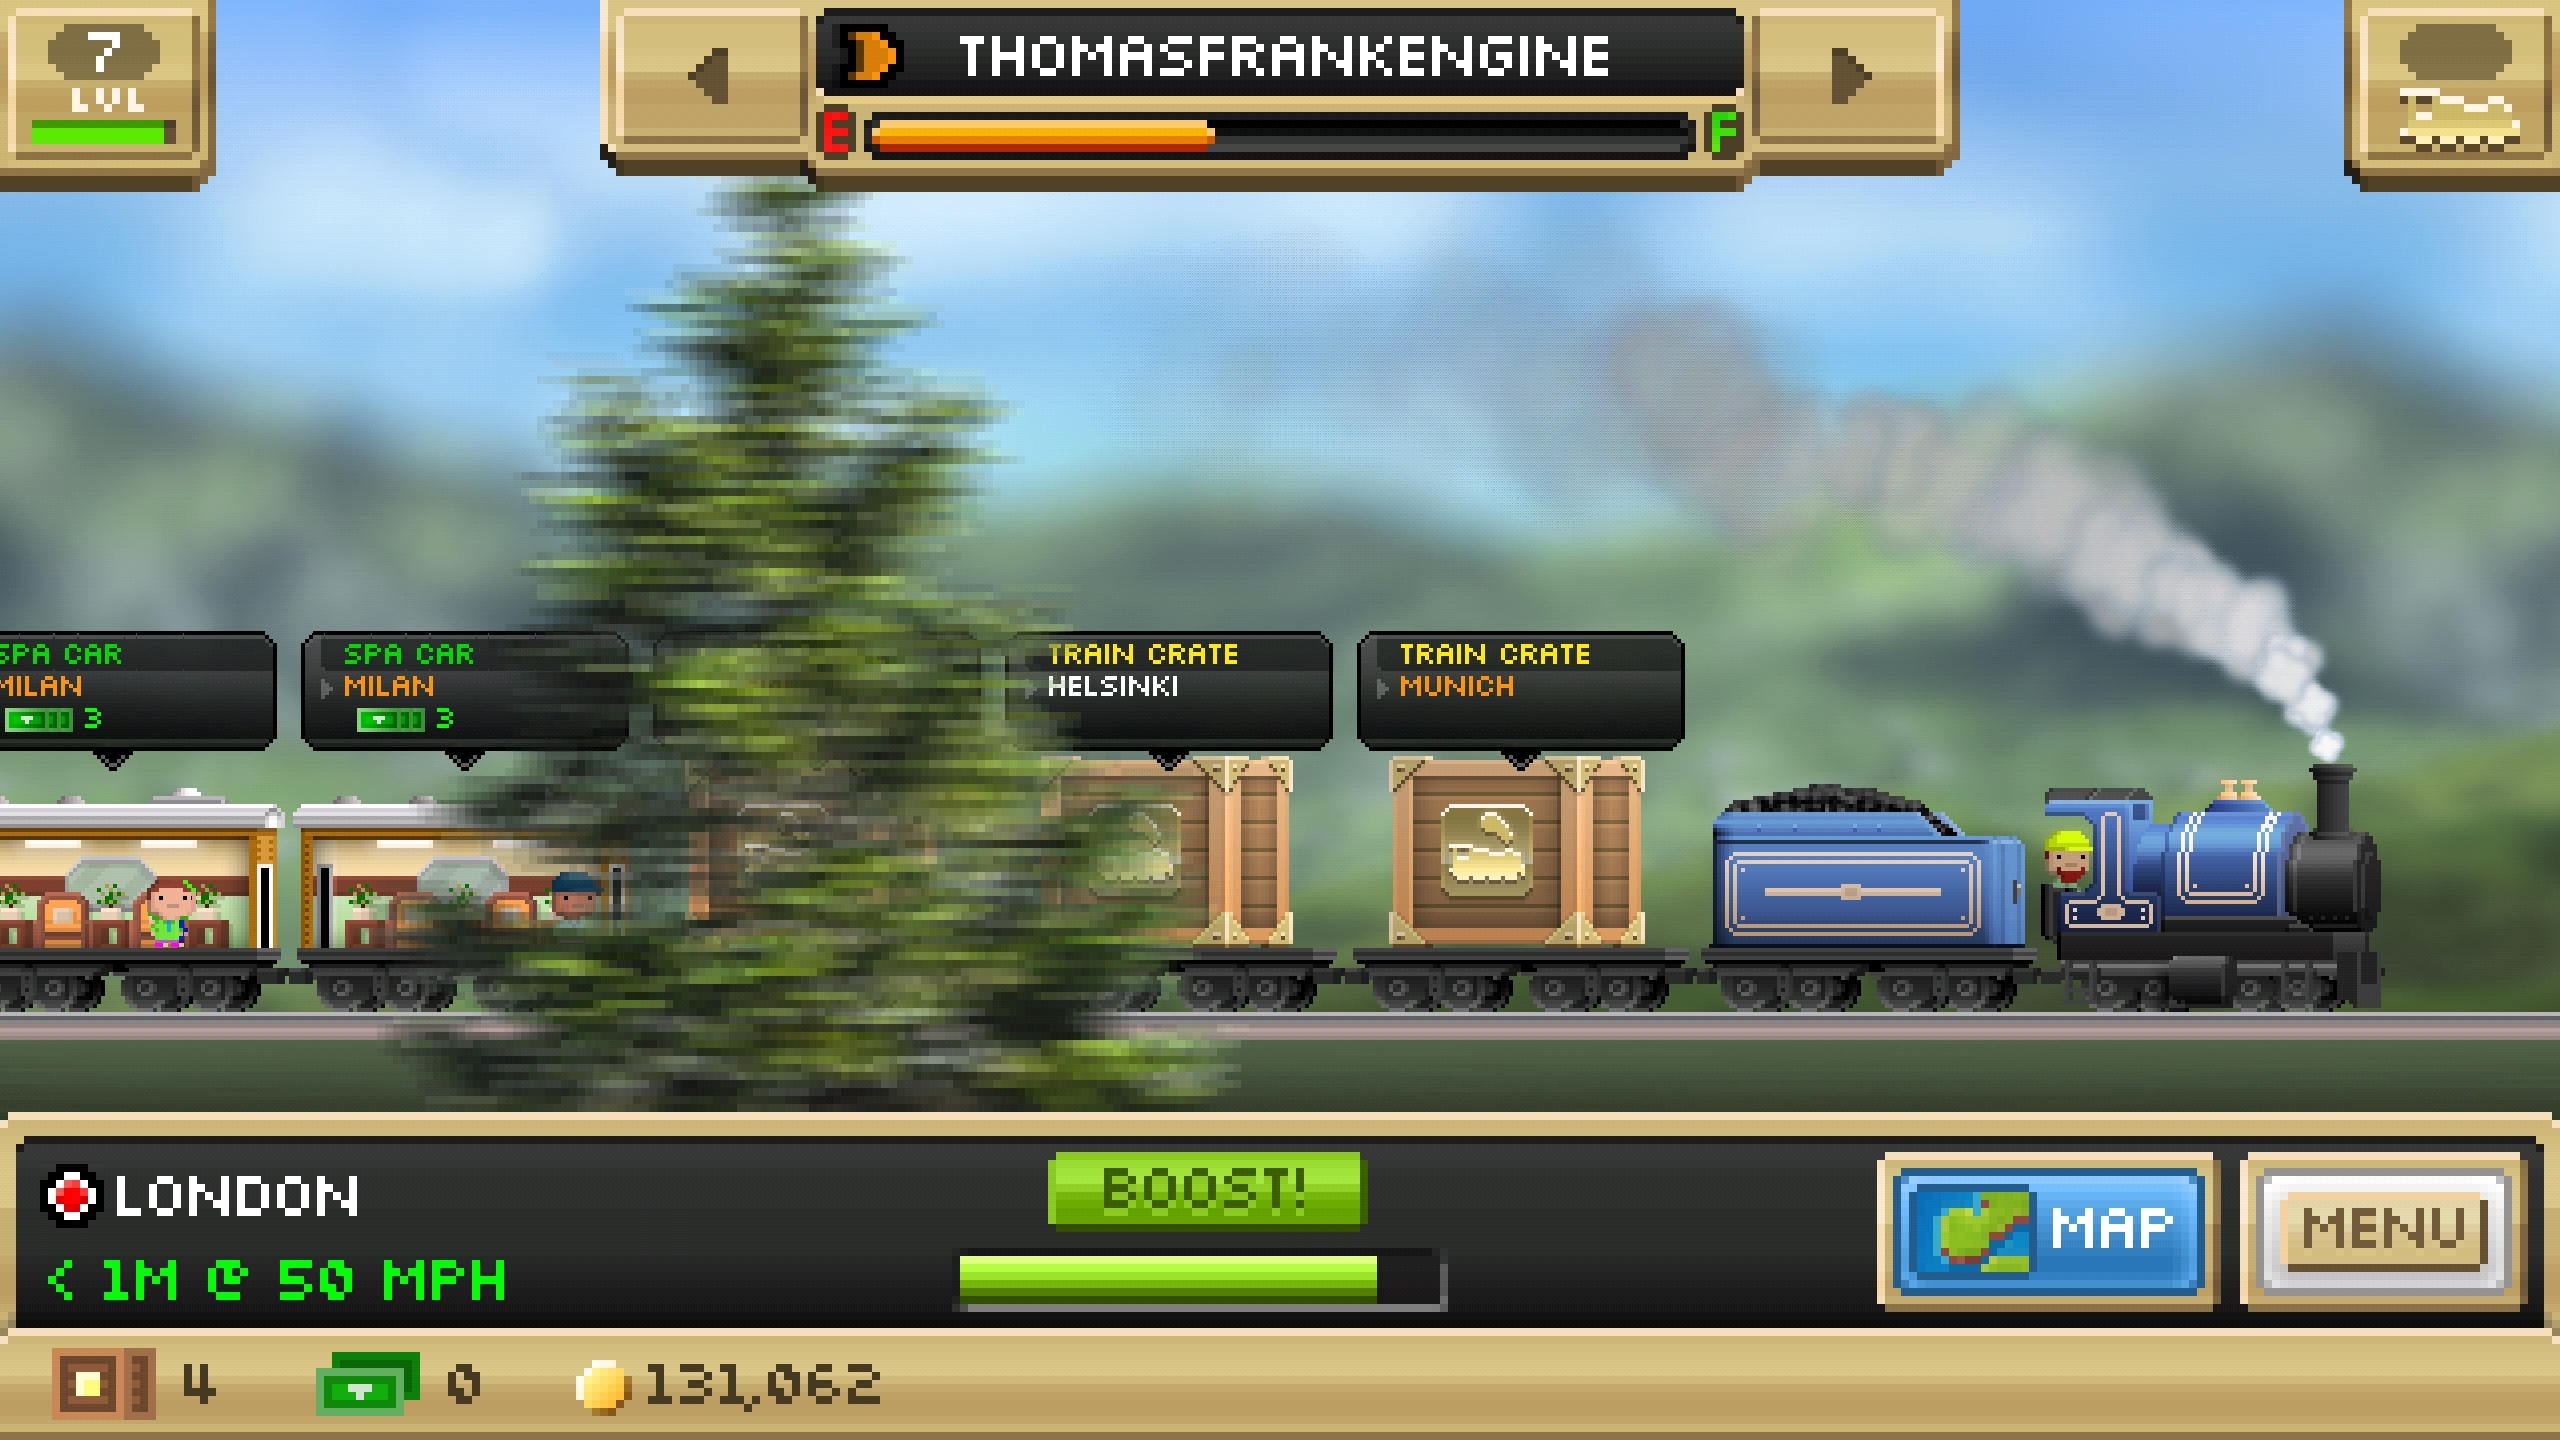 7
LVL
THOMASFRANKENGINE
E
F
SPA CAR
MILAN
3
SPA CAR
MILAN
3
TRAIN CRATE
HELSINKI
TRAIN CRATE
MUNICH
LONDON
< 1M @ 50 MPH
BOOST!
MAP
MENU
4
0
131,062